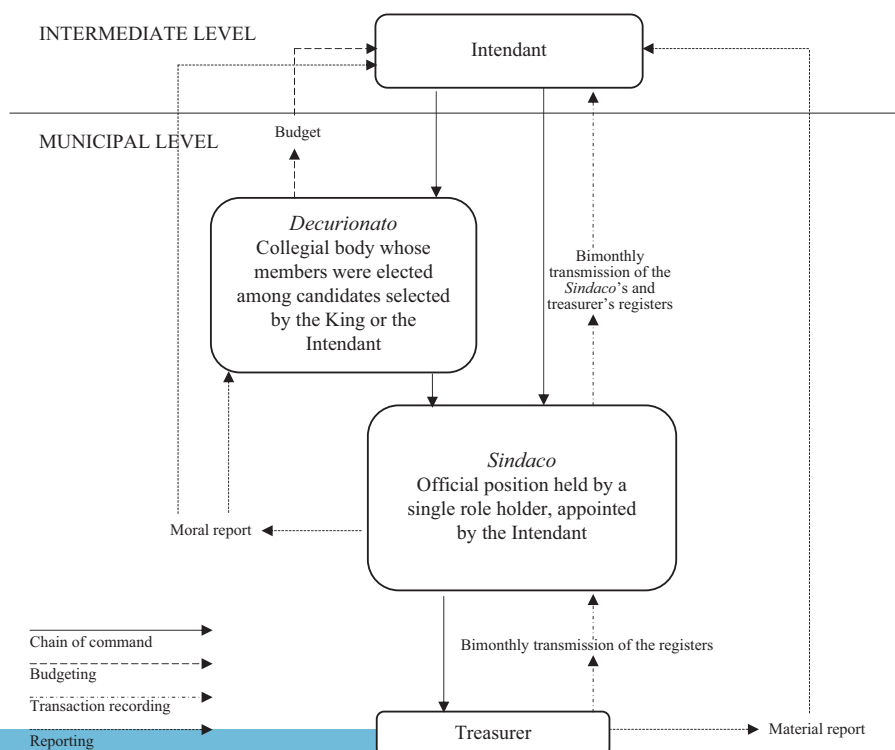 INTERMEDIATE LEVEL
Intendant
MUNICIPAL LEVEL
Budget
Decurionato
Collegial body whose
members were elected
among candidates selected
by the King or the
Intendant
Bimonthly
transmission of the
Sindaco's and
treasurer's registers
Sindaco
Official position held by a
single role holder, appointed
by the Intendant
Moral report
Chain of command
Budgeting
Transaction recording
Reporting
Bimonthly transmission of the registers
Treasurer
Material report